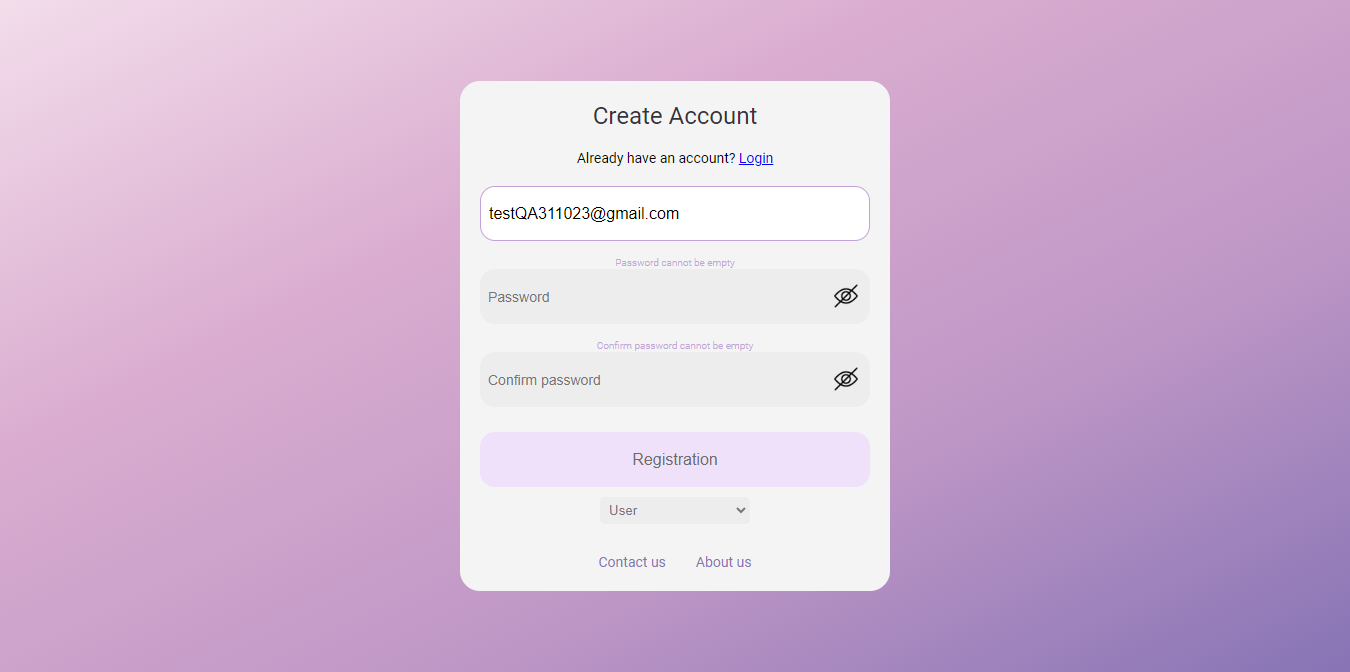 Create Account
Already have an account? Login
testQA311023@gmail.com
Password cannot be empty
Password
Confirm password cannot be empty
Confirm password
Registration
User
Contact us About us